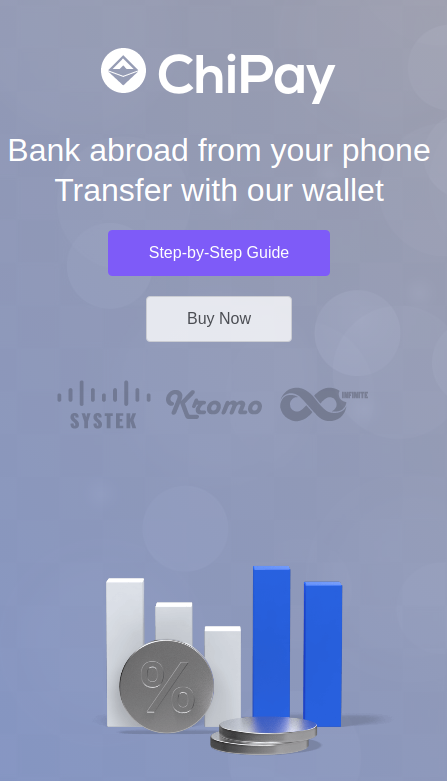 ChiPay
Bank abroad from your phone
Transfer with our wallet
Step-by-Step Guide
Buy Now
SYSTEK
Kromo
INFINITE
%